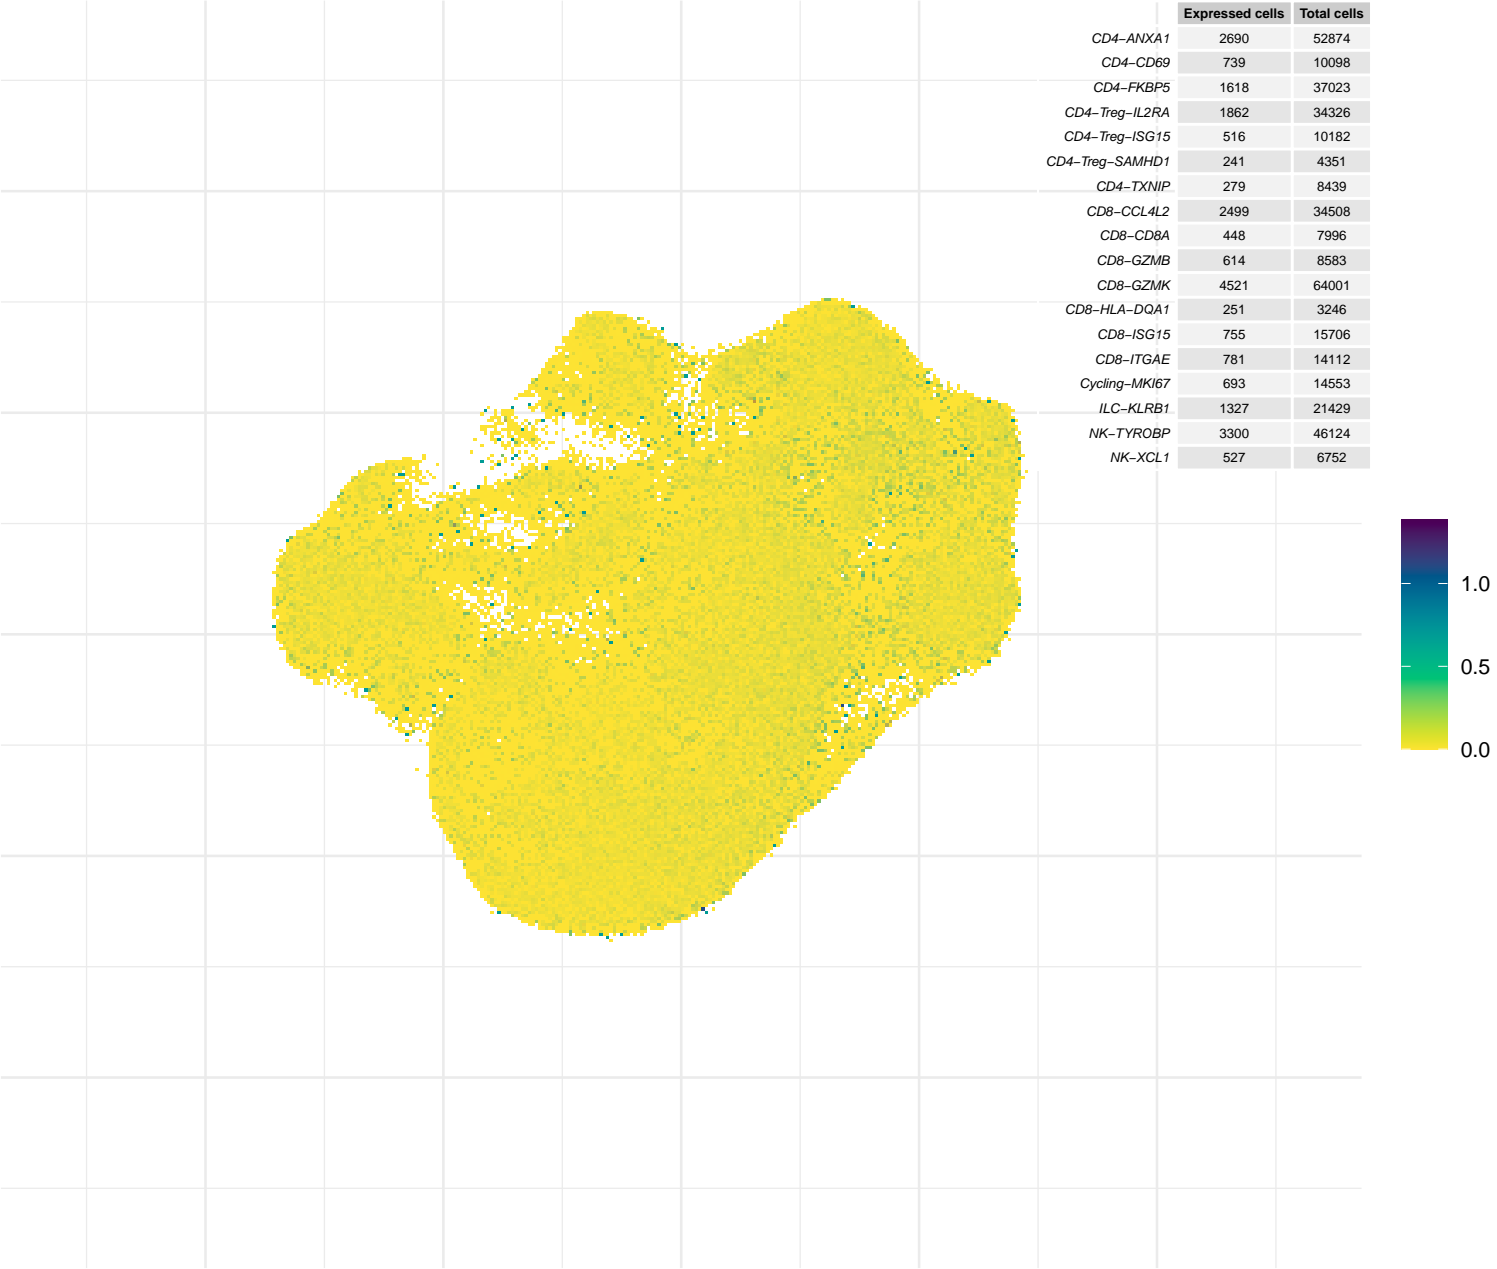 Expressed cells Total cells
CD4−ANXA1 2690 52874
CD4−CD69 739 10098
CD4−FKBP5 1618 37023
CD4−Treg−IL2RA 1862 34326
CD4−Treg−ISG15 516 10182
CD4−Treg−SAMHD1 241 4351
CD4−TXNIP 279 8439
CD8−CCL4L2 2499 34508
CD8−CD8A 448 7996
CD8−GZMB 614 8583
CD8−GZMK 4521 64001
CD8−HLA−DQA1 251 3246
CD8−ISG15 755 15706
CD8−ITGAE 781 14112
Cycling−MKI67 693 14553
ILC−KLRB1 1327 21429
NK−TYROBP 3300 46124
NK−XCL1 527 6752
1.0
0.5
0.0